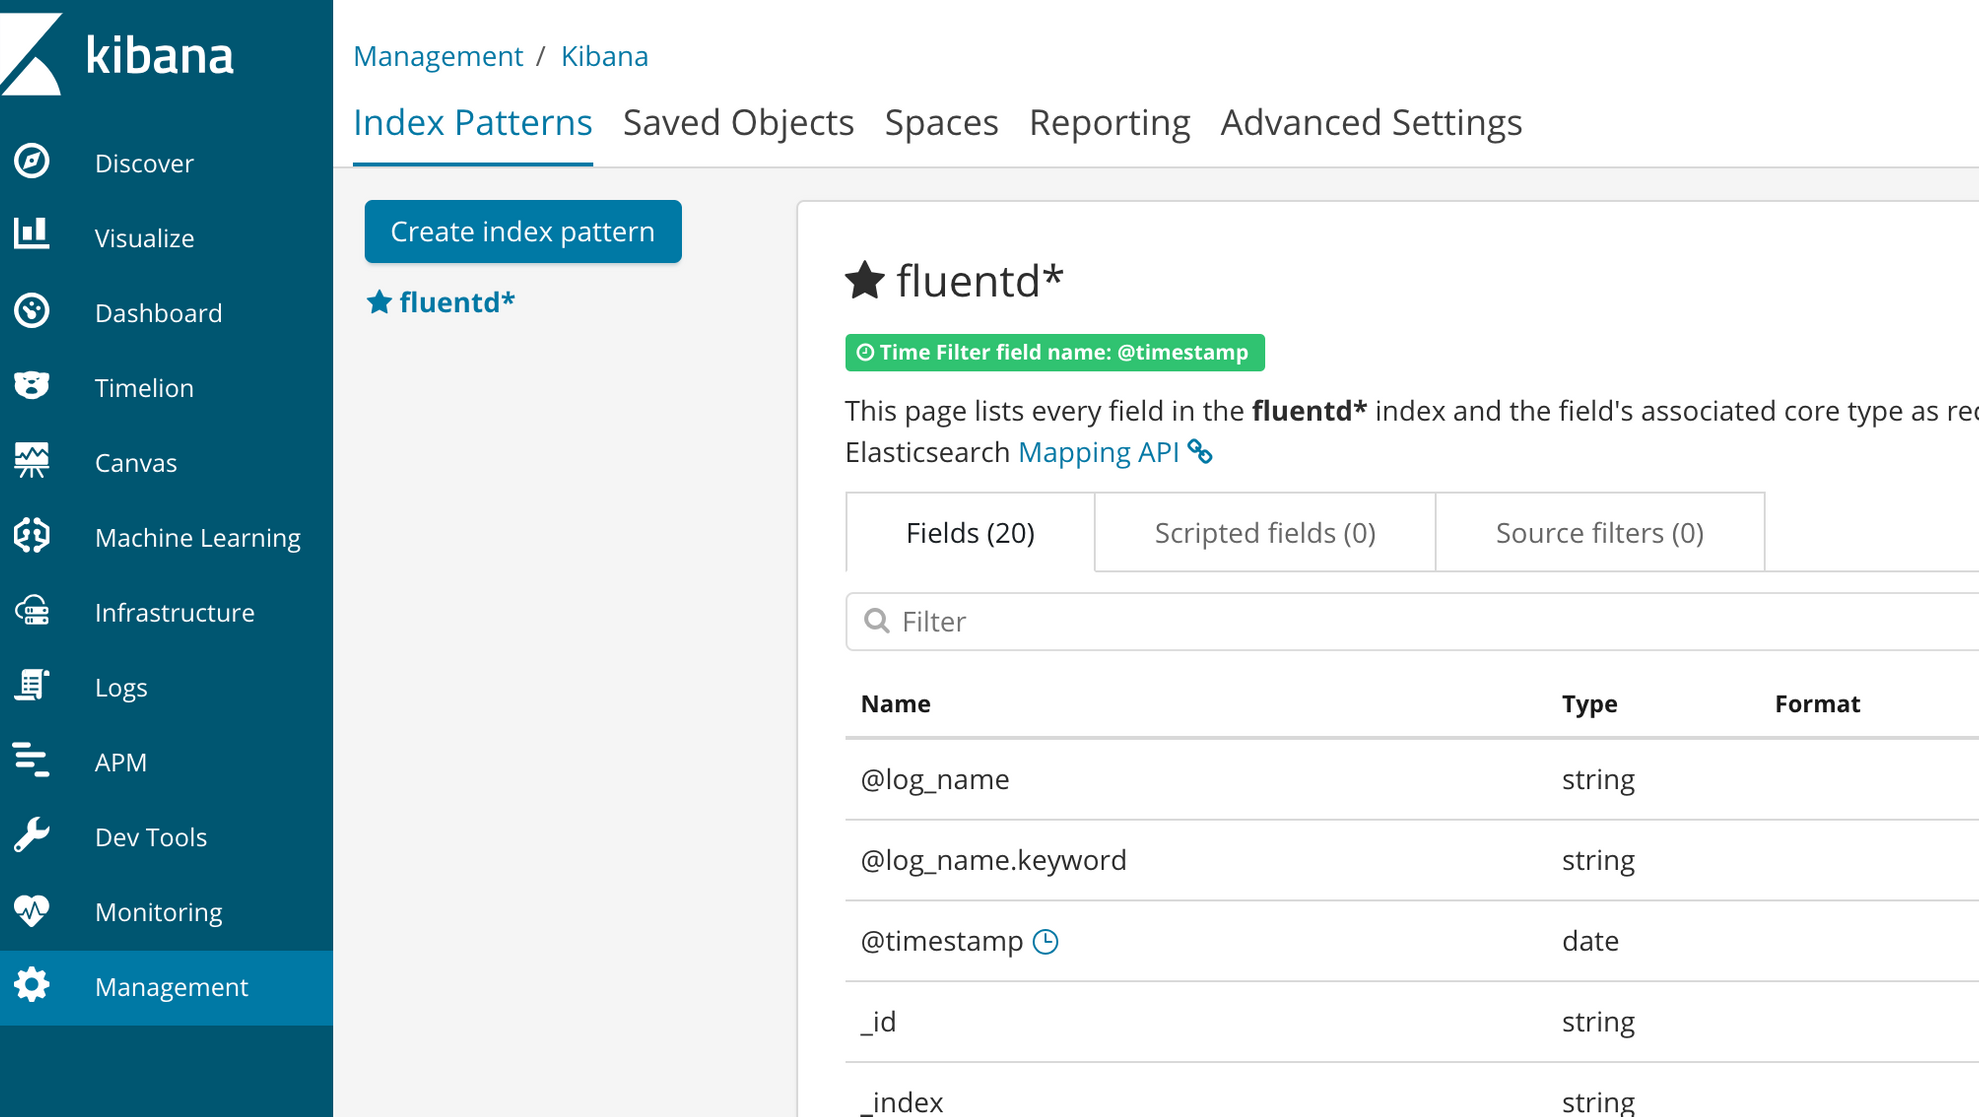 kibana
Discover
Visualize
Dashboard
Timelion
Canvas
Machine Learning
Infrastructure
Logs
APM
Dev Tools
Monitoring
Management
Management / Kibana
Index Patterns Saved Objects Spaces Reporting Advanced Settings
Create index pattern
fluentd*
fluentd*
Time Filter field name: @timestamp
This page lists every field in the fluentd* index and the field's associated core type as
Elasticsearch Mapping API
Fields (20) Scripted fields (0) Source filters (0)
Filter
Name Type Format
@log_name string
@log_name.keyword string
@timestamp date
_id string
_index string